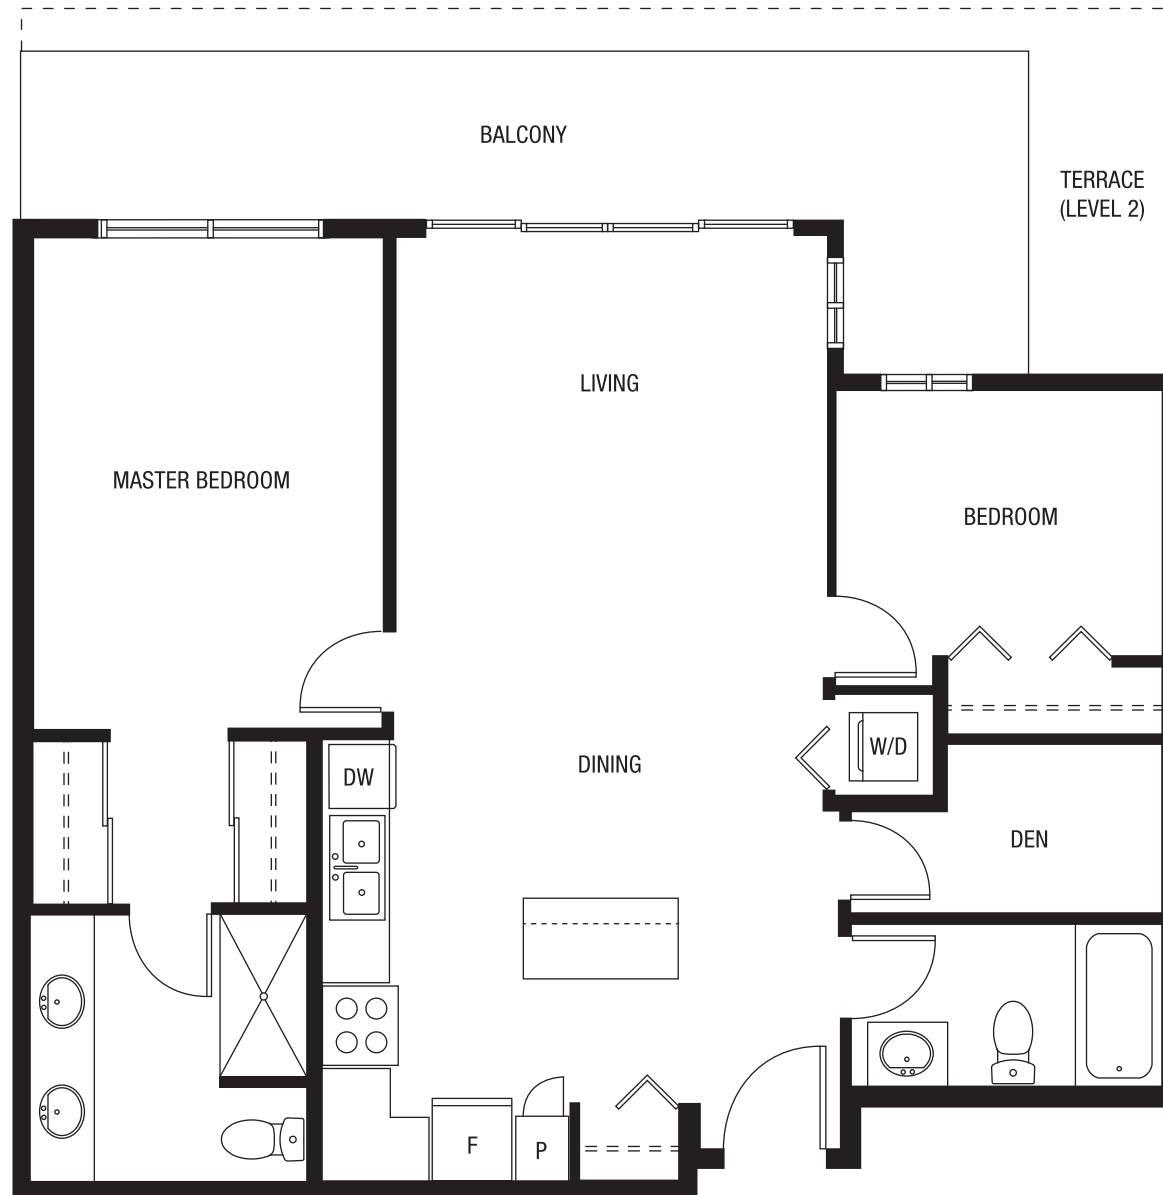 BALCONY
TERRACE
(LEVEL 2)
LIVING
MASTER BEDROOM
BEDROOM
W/D
DINING
DW
DEN
F
P